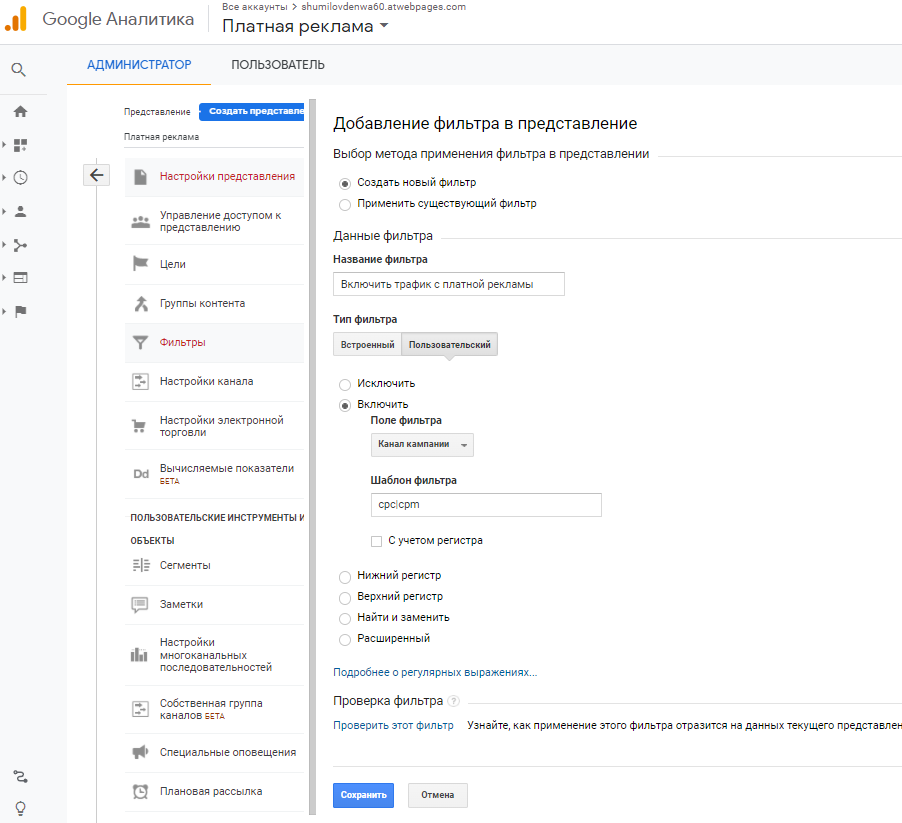 Google Аналитика
Все аккаунты > shumilovdenwa60.atwebpages.com
Платная реклама
АДМИНИСТРАТОР
ПОЛЬЗОВАТЕЛЬ
Представление
Создать представле
Платная реклама
Настройки представления
Управление доступом к
представлению
Цели
Группы контента
Фильтры
Настройки канала
Настройки электронной
торговли
Dd
Вычисляемые показатели
БЕТА
ПОЛЬЗОВАТЕЛЬСКИЕ ИНСТРУМЕНТЫ И
ОБЪЕКТЫ
Сегменты
Заметки
Настройки
многоканальных
последовательностей
Собственная группа
каналов БЕТА
Специальные оповещения
Плановая рассылка
Добавление фильтра в представление
Выбор метода применения фильтра в представлении
Создать новый фильтр
Применить существующий фильтр
Данные фильтра
Название фильтра
Включить трафик с платной рекламы
Тип фильтра
Встроенный
Пользовательский
Исключить
Включить
Поле фильтра
Канал кампании
Шаблон фильтра
cpc|cpm
С учетом регистра
Нижний регистр
Верхний регистр
Найти и заменить
Расширенный
Подробнее о регулярных выражениях...
Проверка фильтра ?
Проверить этот фильтр Узнайте, как применение этого фильтра отразится на данных текущего представлен
Сохранить
Отмена